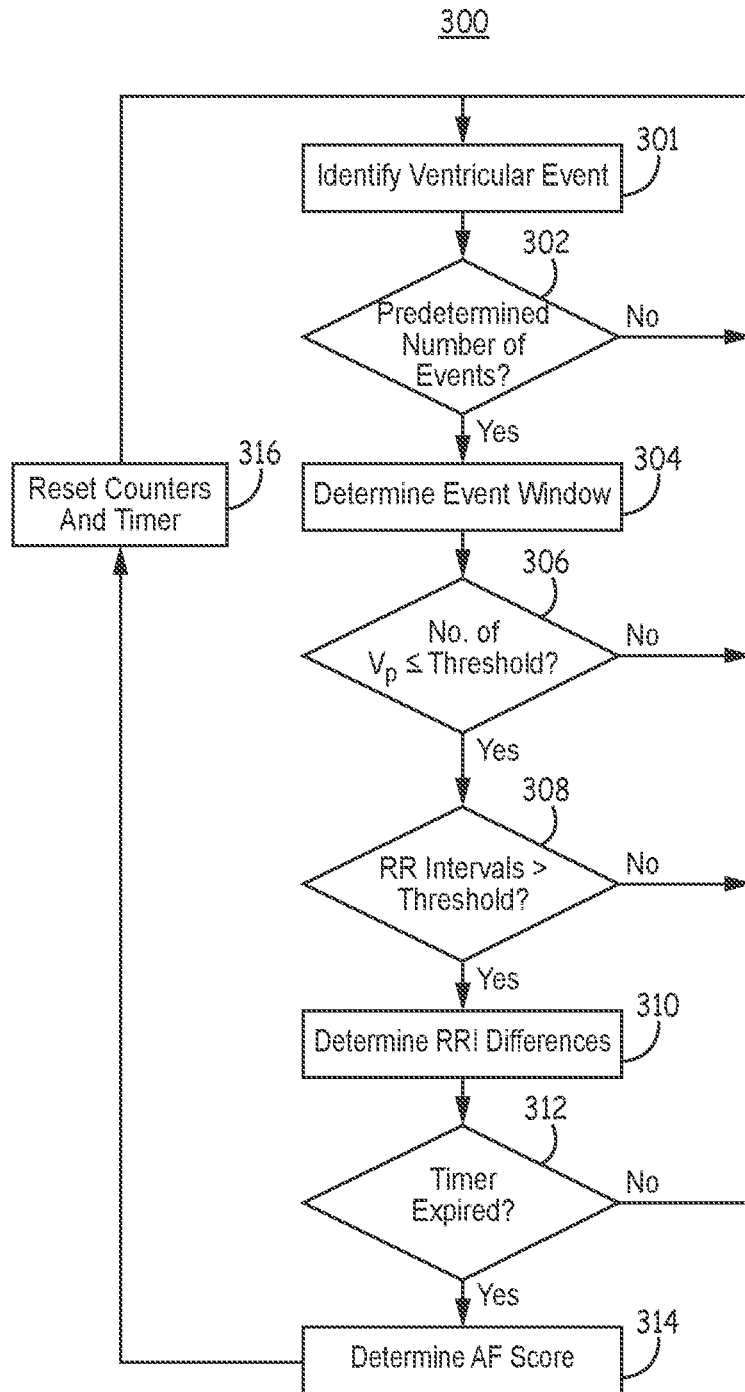 300
301
Identify Ventricular Event
302
Predetermined
Number of
Events?
No
Yes
316
Reset Counters
And Timer
304
Determine Event Window
306
No. of
Vp ≤ Threshold?
No
Yes
308
RR Intervals >
Threshold?
No
Yes
310
Determine RRI Differences
312
Timer
Expired?
No
Yes
314
Determine AF Score